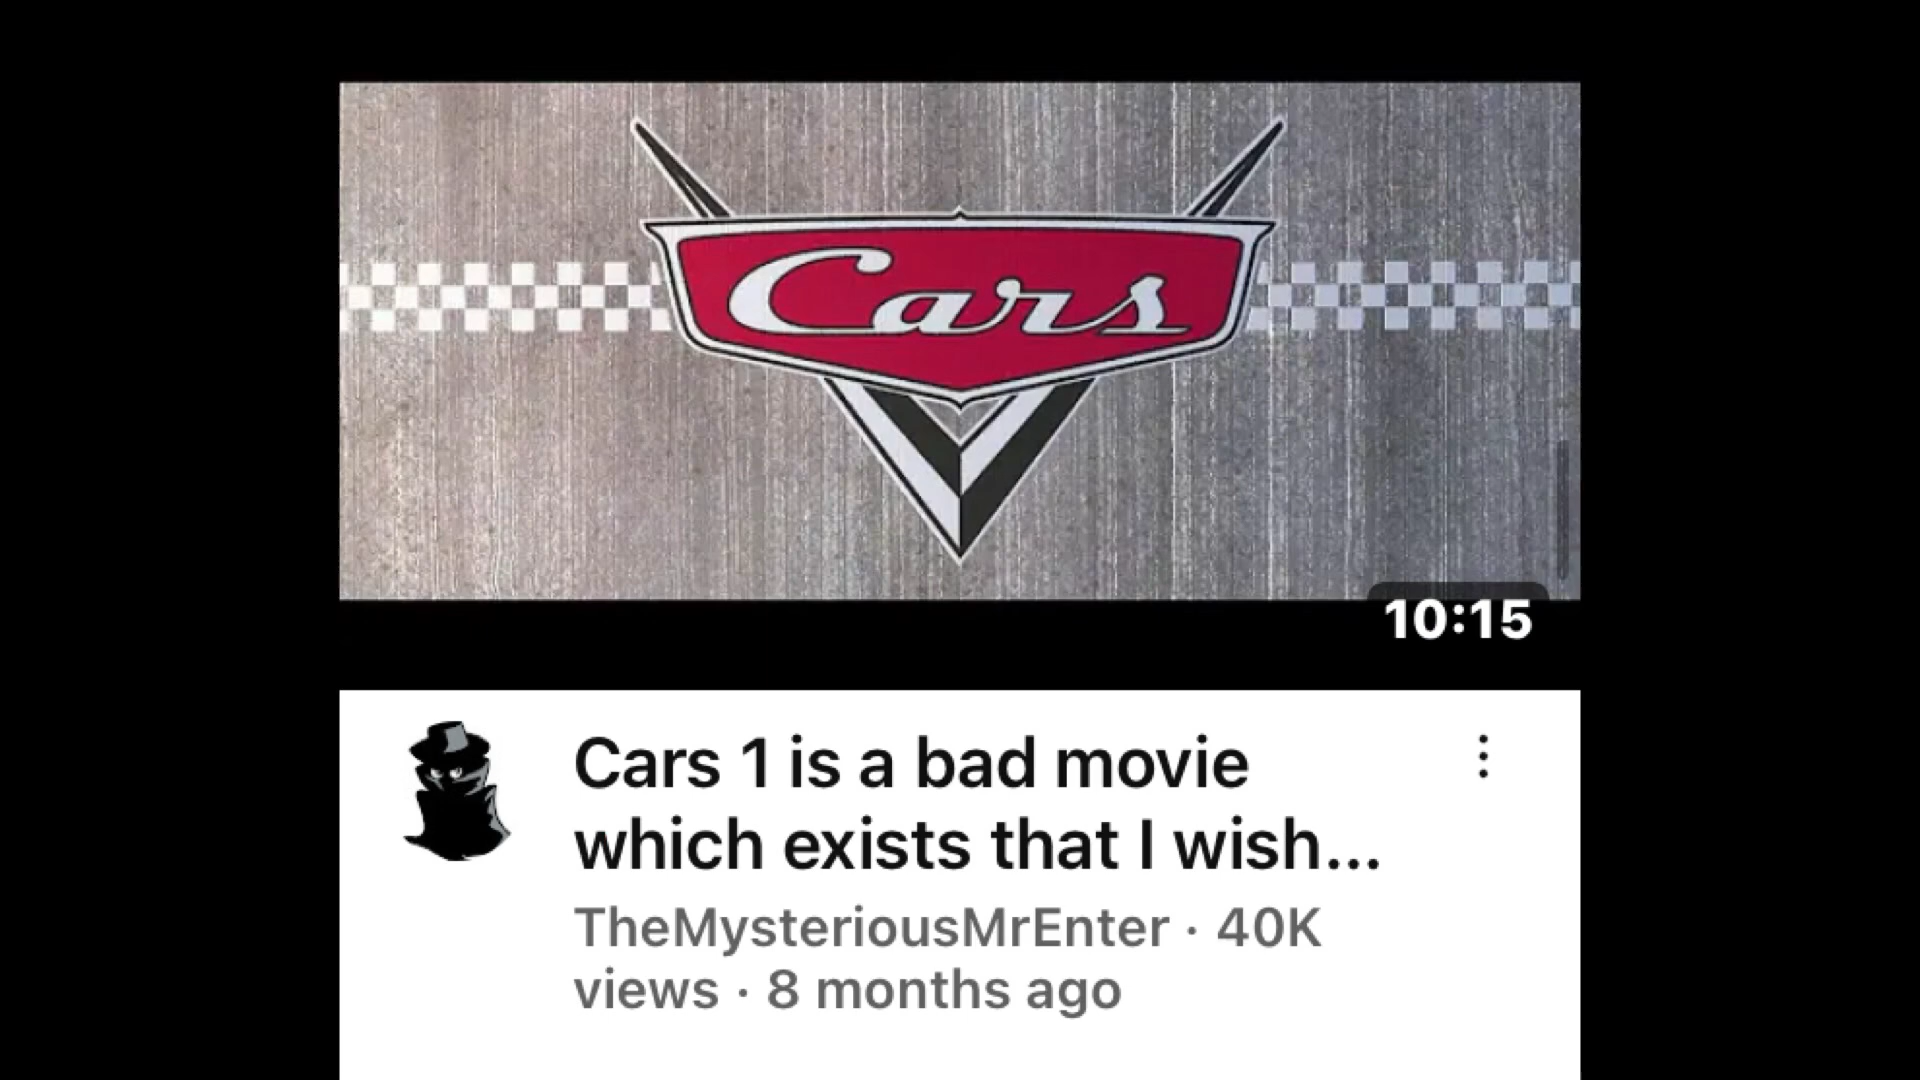 Cars
10:15
Cars 1 is a bad movie
which exists that I wish...
TheMysteriousMrEnter · 40K
views · 8 months ago